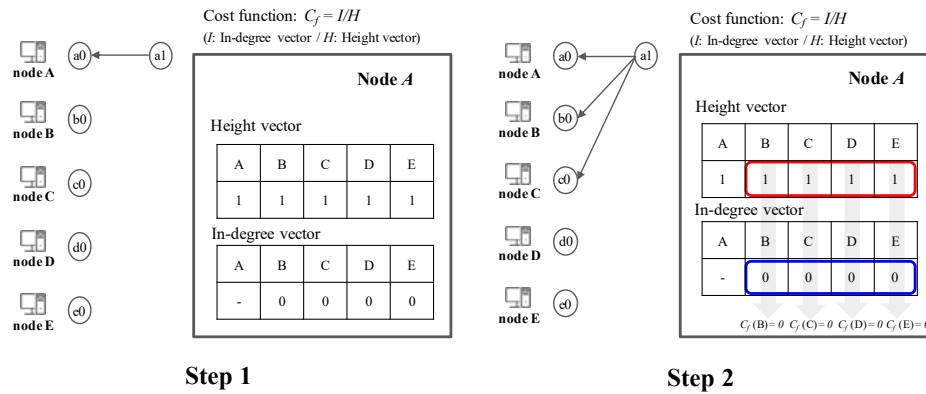 Cost function: Cf = I/H
(I: In-degree vector / H: Height vector)
node A
a0
a1
node B
b0
node C
c0
node D
d0
node E
e0
Node A
Height vector
A B C D E
1 1 1 1 1
In-degree vector
A B C D E
- 0 0 0 0
Step 1
Cost function: Cf = I/H
(I: In-degree vector / H: Height vector)
node A
a0
a1
node B
b0
node C
c0
node D
d0
node E
e0
Node A
Height vector
A B C D E
1 1 1 1 1
In-degree vector
A B C D E
- 0 0 0 0
Cf (B)= 0 Cf (C)= 0 Cf (D)= 0 Cf (E)=
Step 2